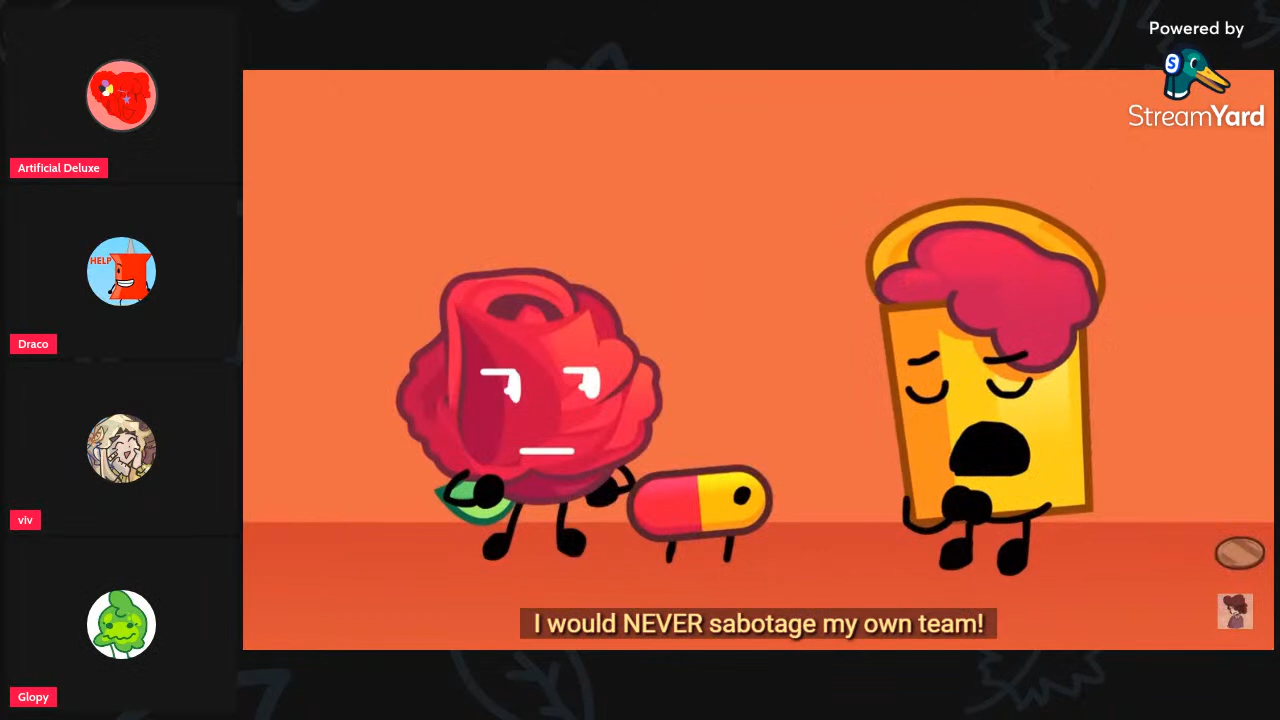 Powered by
S
StreamYard
Artificial Deluxe
HELP
Draco
viv
Glopy
I would NEVER sabotage my own team!